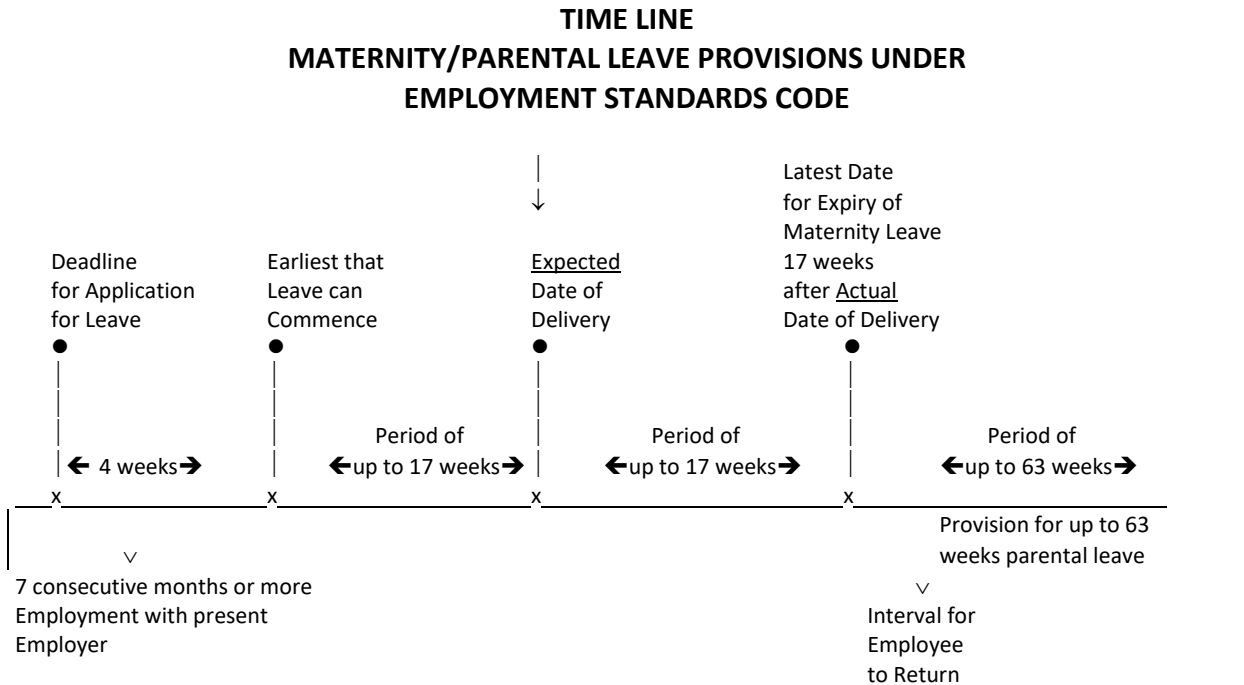 TIME LINE
MATERNITY/PARENTAL LEAVE PROVISIONS UNDER
EMPLOYMENT STANDARDS CODE
Deadline
for Application
for Leave
Earliest that
Leave can
Commence
Expected
Date of
Delivery
Latest Date
for Expiry of
Maternity Leave
17 weeks
after Actual
Date of Delivery
4 weeks
Period of
up to 17 weeks
Period of
up to 17 weeks
Period of
up to 63 weeks
x x x x
Provision for up to 63
weeks parental leave
7 consecutive months or more
Employment with present
Employer
Interval for
Employee
to Return